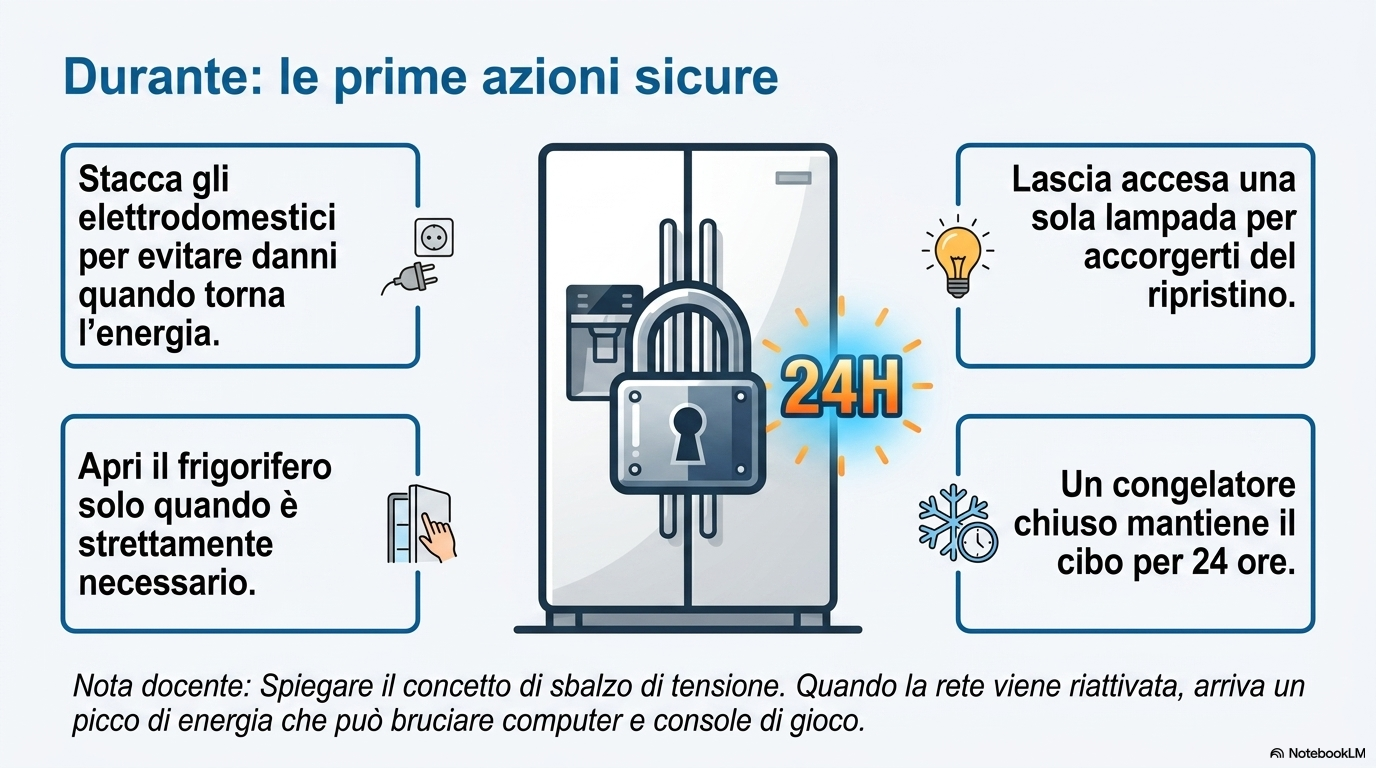 Durante: le prime azioni sicure
Stacca gli
elettrodomestici
per evitare danni
quando torna
l’energia.
Lascia accesa una
sola lampada per
accorgerti del
ripristino.
24H
Apri il frigorifero
solo quando è
strettamente
necessario.
Un congelatore
chiuso mantiene il
cibo per 24 ore.
Nota docente: Spiegare il concetto di sbalzo di tensione. Quando la rete viene riattivata, arriva un
picco di energia che può bruciare computer e console di gioco.
NotebookLM